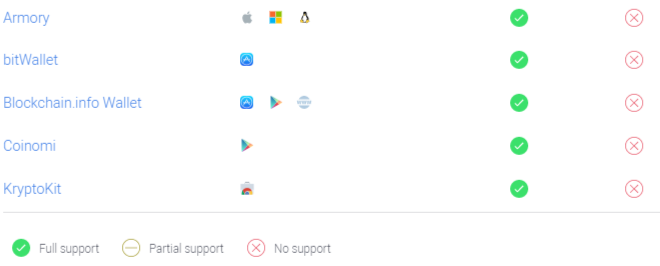 Armory
bitWallet
Blockchain.info Wallet
Coinomi
KryptoKit
Full support Partial support No support